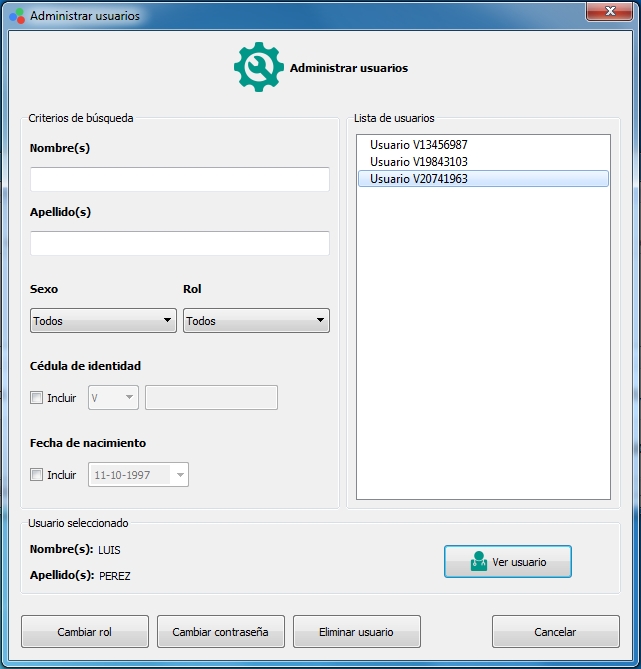 Administrar usuarios
Administrar usuarios
Criterios de búsqueda
Nombre(s)
Apellido(s)
Sexo Rol
Todos Todos
Cédula de identidad
Incluir V
Fecha de nacimiento
Incluir 11-10-1997
Lista de usuarios
Usuario V13456987
Usuario V19843103
Usuario V20741963
Usuario seleccionado
Nombre(s): LUIS
Apellido(s): PEREZ
Ver usuario
Cambiar rol Cambiar contraseña Eliminar usuario Cancelar